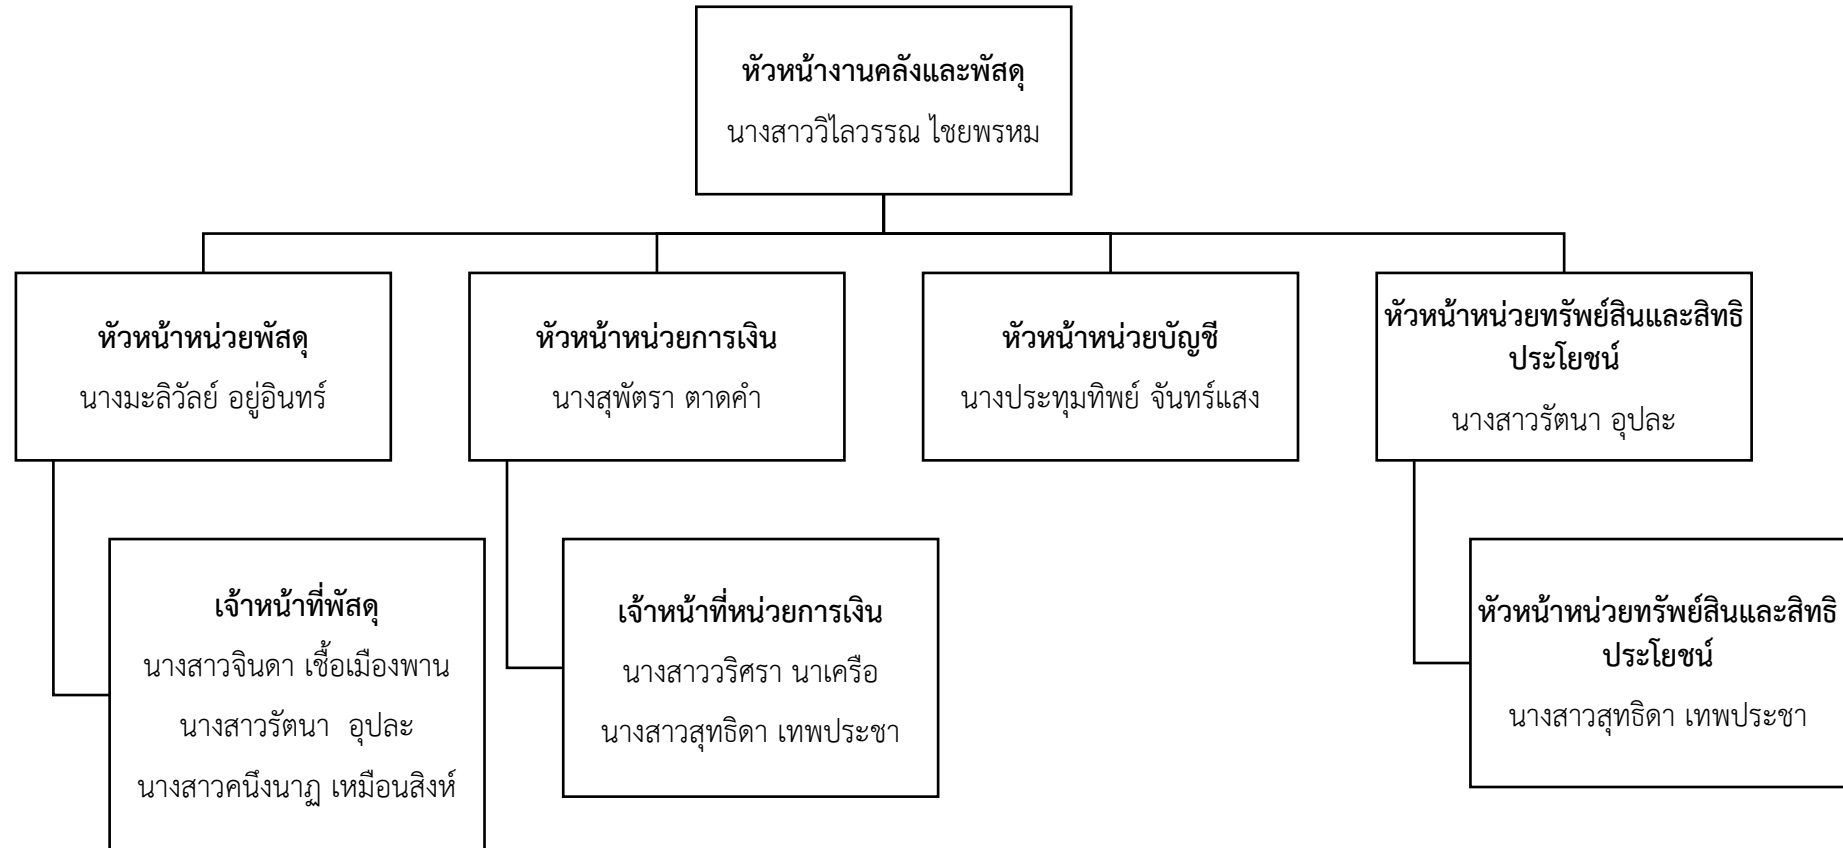 หัวหน้างานคลังและพัสดุ
นางสาววิไลวรรณ ไชยพรหม
หัวหน้าหน่วยพัสดุ
นางมะลิวัลย์ อยู่อินทร์
หัวหน้าหน่วยการเงิน
นางสุพัตรา ตาดคำ
หัวหน้าหน่วยบัญชี
นางประทุมทิพย์ จันทร์แสง
หัวหน้าหน่วยทรัพย์สินและสิทธิ
ประโยชน์
นางสาวรัตนา อุปละ
เจ้าหน้าที่พัสดุ
นางสาวจินดา เชื้อเมืองพาน
นางสาวรัตนา  อุปละ
นางสาวคนึงนาฏ เหมือนสิงห์
เจ้าหน้าที่หน่วยการเงิน
นางสาววริศรา นาเครือ
นางสาวสุทธิดา เทพประชา
หัวหน้าหน่วยทรัพย์สินและสิทธิ
ประโยชน์
นางสาวสุทธิดา เทพประชา